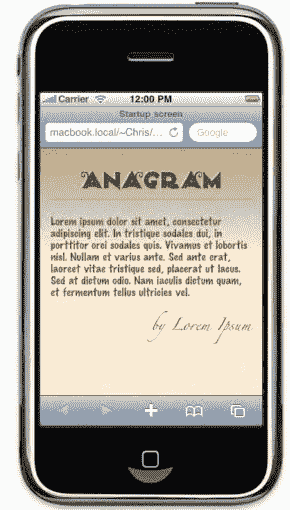 Carrier 12:00 PM
Startup screen
macbook.local/~Chris/... Google
ANAGRAM
Lorem ipsum dolor sit amet, consectetur
adipiscing elit. In tristique sodales dui, in
porttitor orci sodales quis. Vivamus et lobortis
nisl. Nullam et varius ante. Sed ante erat,
laoreet vitae tristique sed, placerat ut lacus.
Sed at dictum odio. Nam iaculis dictum quam,
et fermentum tellus ultricies vel.
by Lorem Ipsum